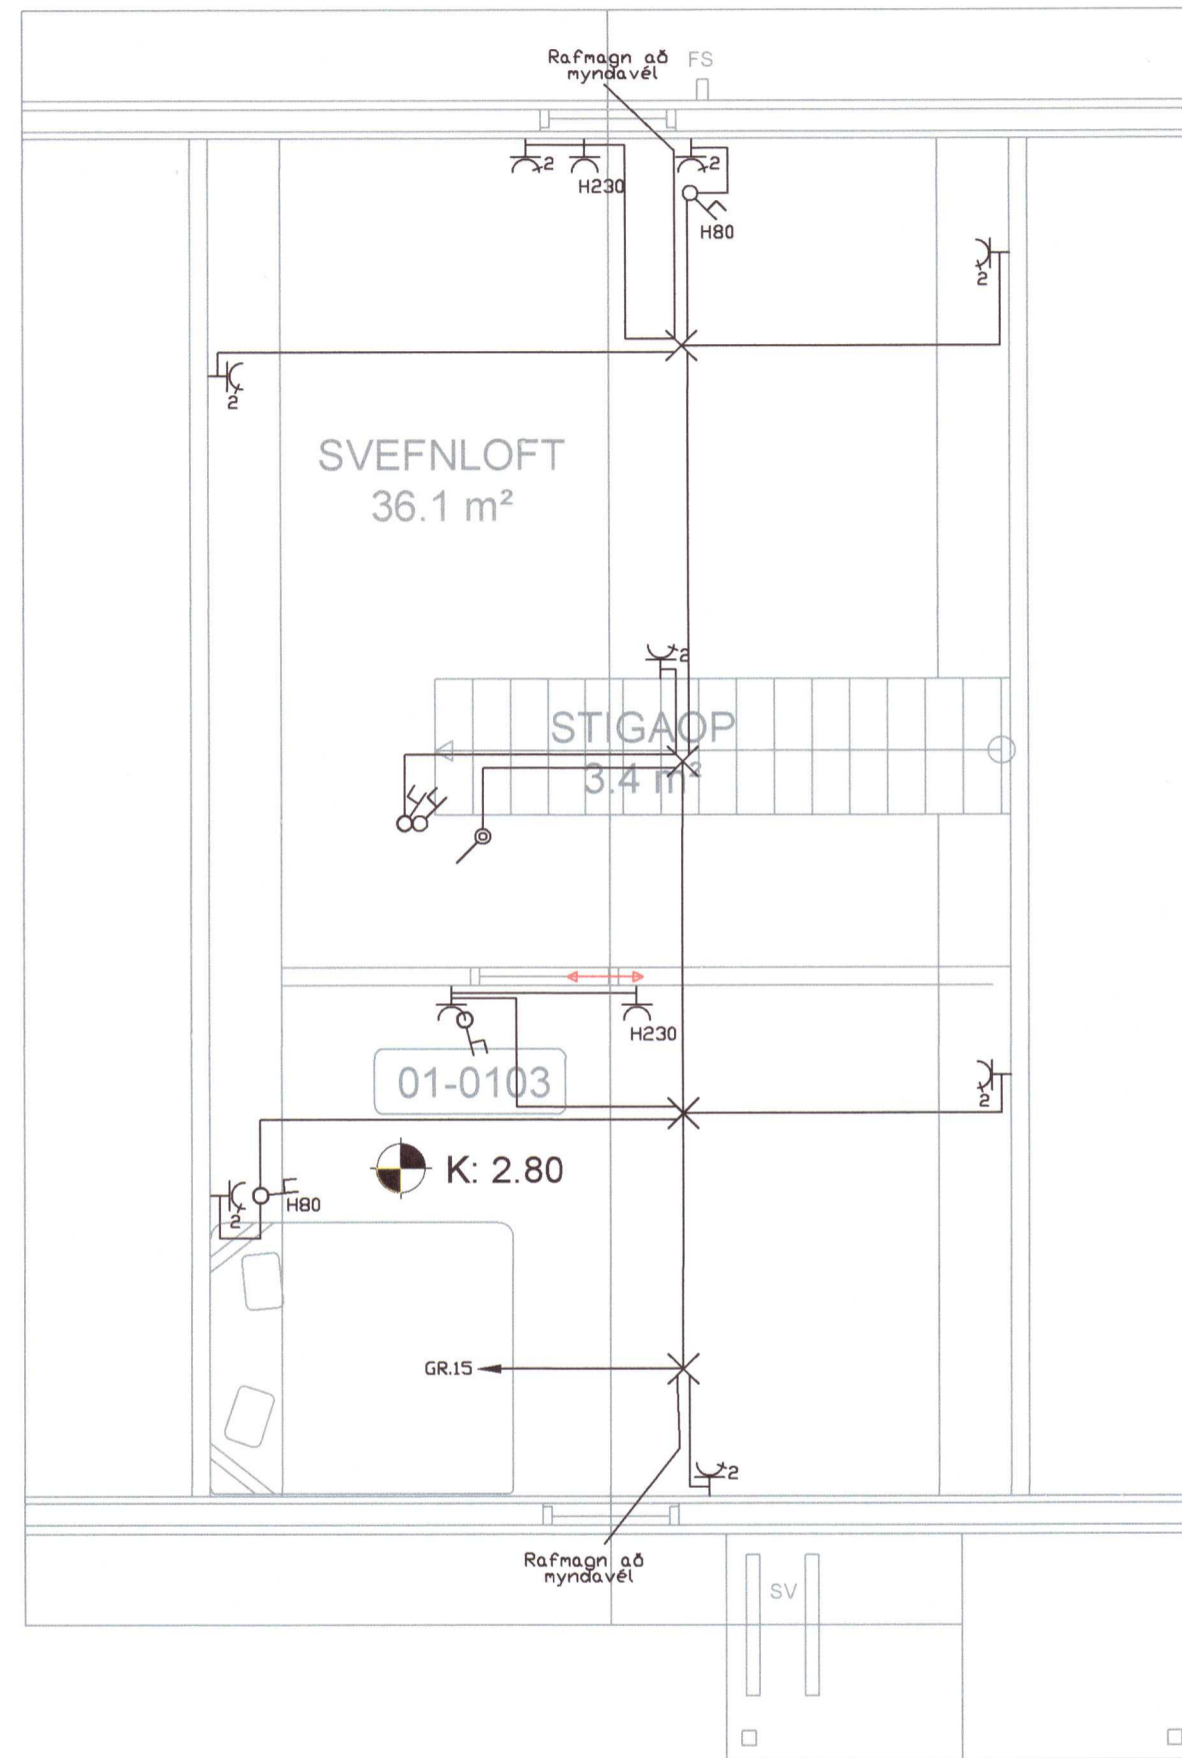 Rafmagn að
myndavél
FS
2
H230
2
H80
2
2
SVEFNLOFT
36.1 m²
2
STIGAOP
3.4 m²
H230
01-0103
2
K: 2.80
2
H80
GR.15
2
Rafmagn að
myndavél
SV